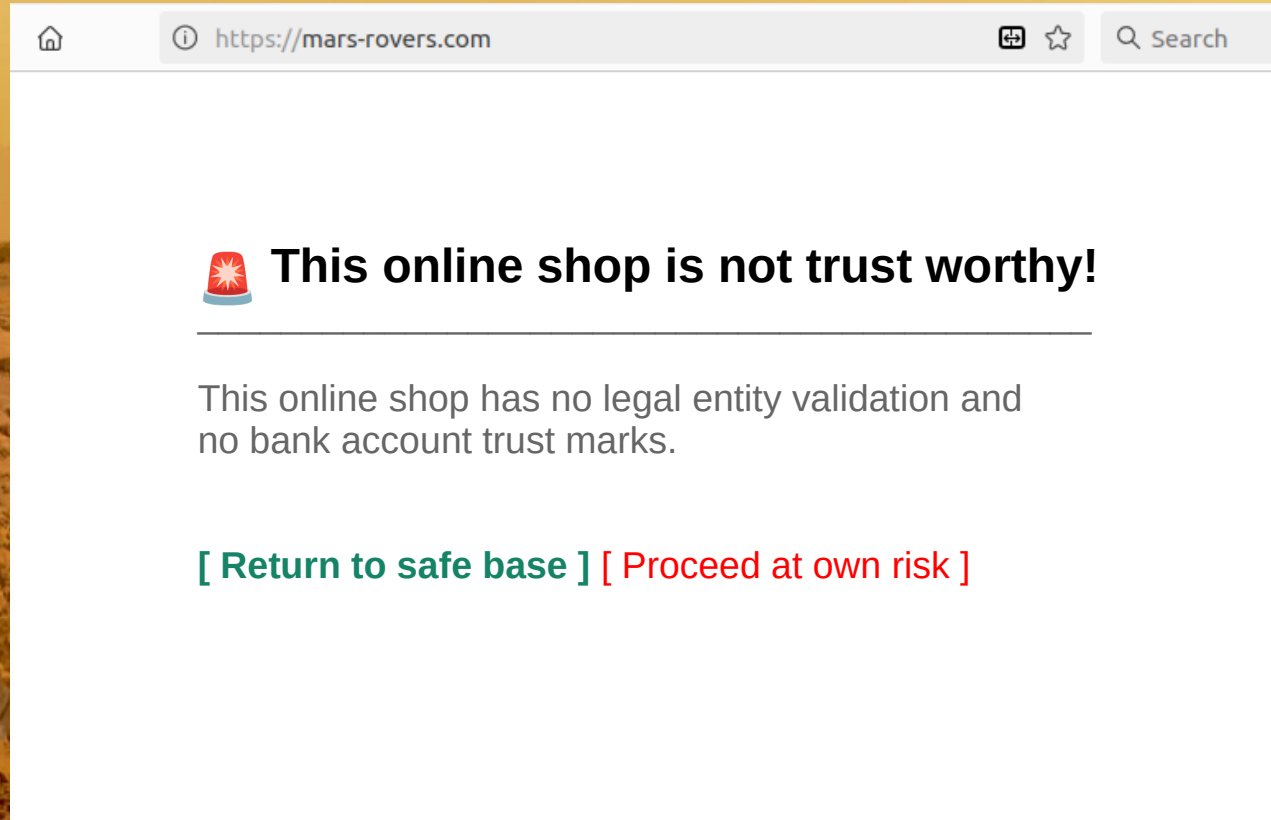 https://mars-rovers.com
Search
This online shop is not trust worthy!
This online shop has no legal entity validation and
no bank account trust marks.
[ Return to safe base ] [ Proceed at own risk ]